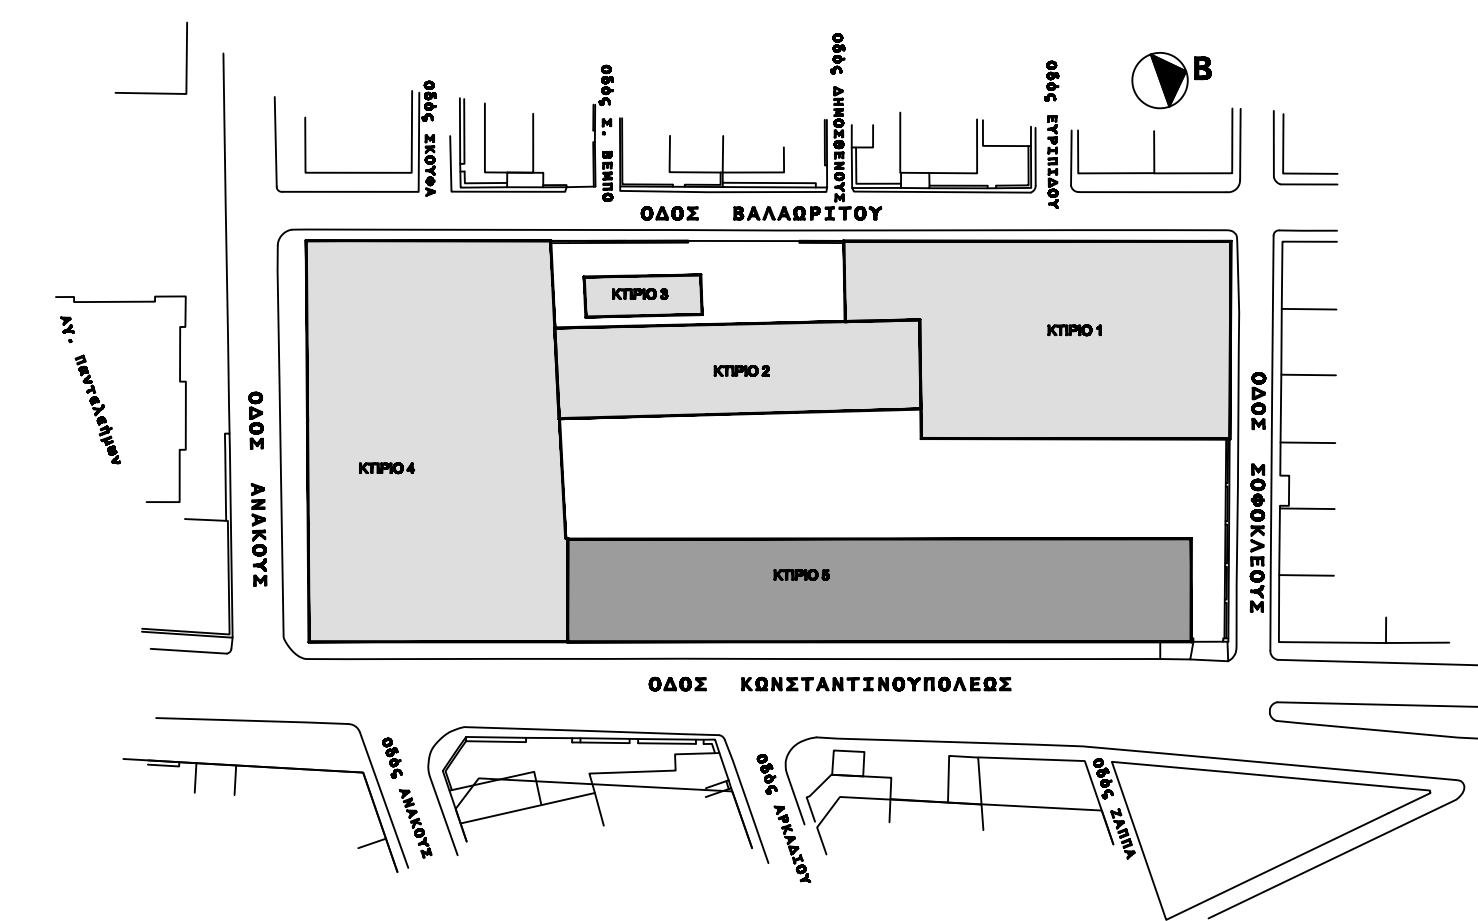 Β
οδός ΣΚΟΥΦΑ
οδός Σ. ΒΕΜΠΟ
οδός ΔΗΜΟΣΘΕΝΟΥΣ
οδός ΕΥΡΙΠΙΔΟΥ
ΟΔΟΣ ΒΑΛΑΩΡΙΤΟΥ
ΚΤΙΡΙΟ 3
ΚΤΙΡΙΟ 1
ΚΤΙΡΙΟ 2
ΚΤΙΡΙΟ 4
ΚΤΙΡΙΟ 5
Αγ. Παντελεήμων
ΟΔΟΣ ΑΝΑΚΟΥΣ
ΟΔΟΣ ΣΟΦΟΚΛΕΟΥΣ
ΟΔΟΣ ΚΩΝΣΤΑΝΤΙΝΟΥΠΟΛΕΩΣ
οδός ΑΝΑΚΟΥΣ
οδός ΑΡΚΑΔΙΟΥ
οδός ΖΑΠΠΑ